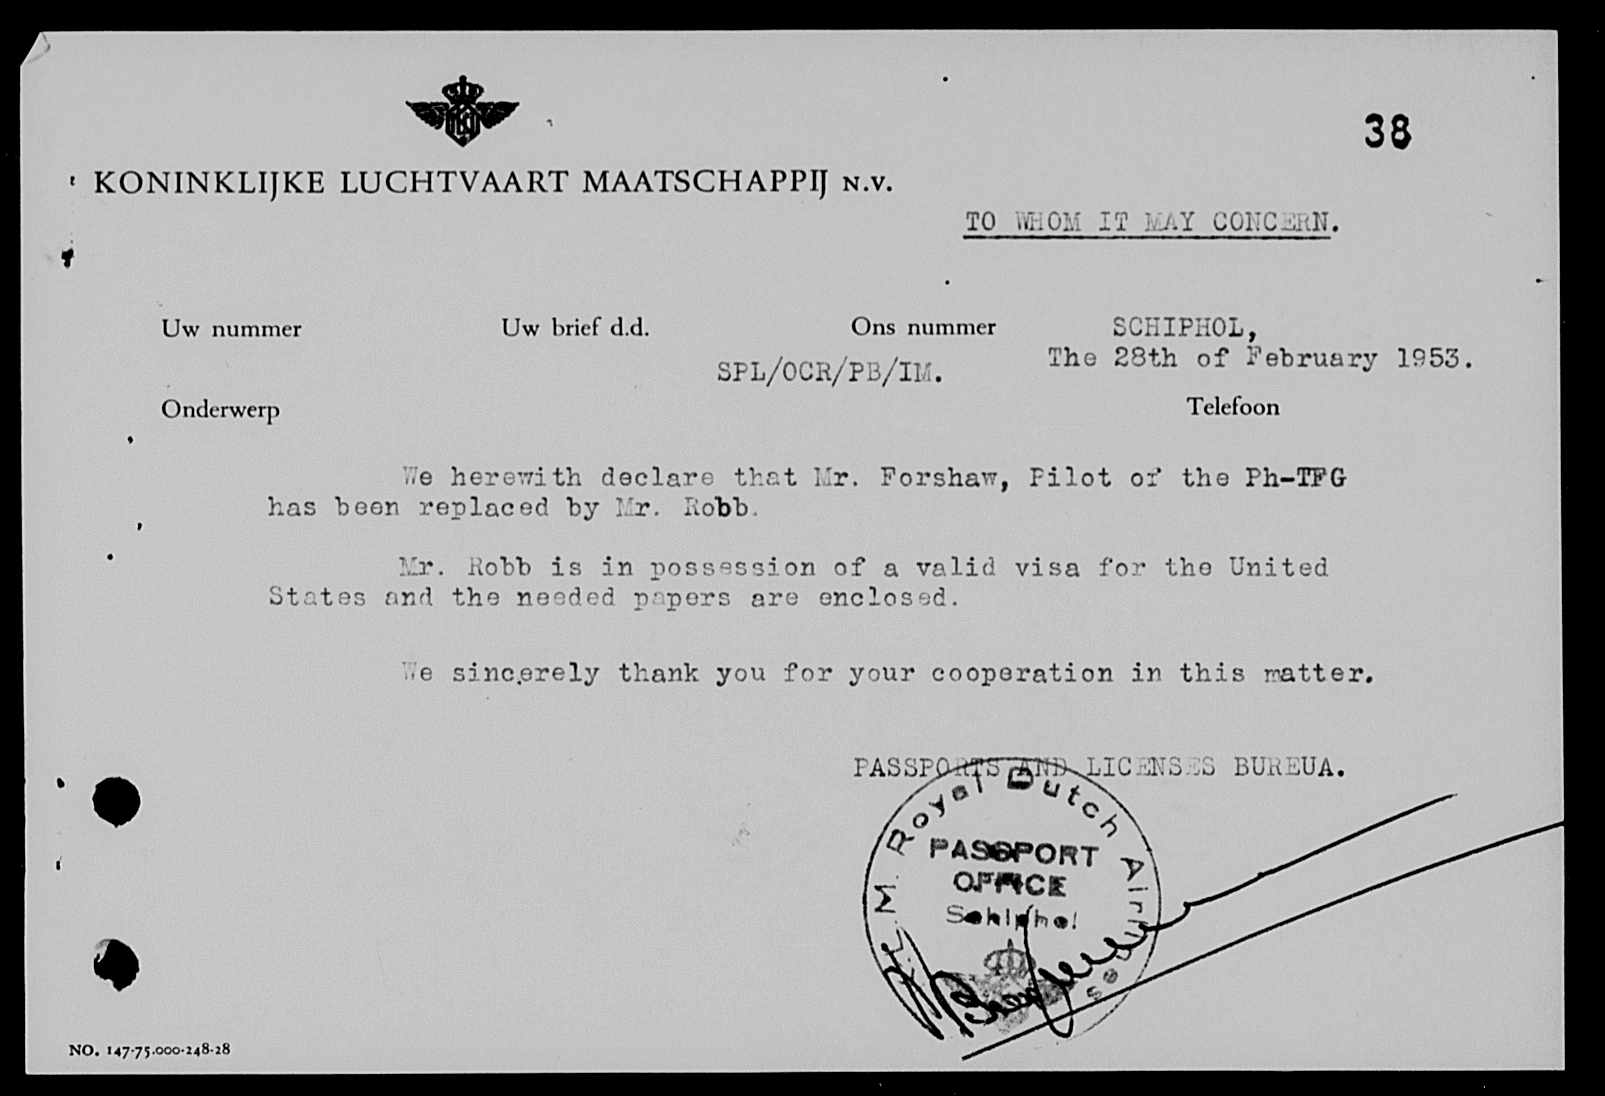 38
KONINKLIJKE LUCHTVAART MAATSCHAPPIJ N.V.
TO WHOM IT MAY CONCERN.
Uw nummer
Uw brief d.d.
Ons nummer
SCHIPHOL,
The 28th of February 1953.
SPL/OCR/PB/IM.
Onderwerp
Telefoon
We herewith declare that Mr. Forshaw, Pilot of the Ph-TFG
has been replaced by Mr. Robb.
Mr. Robb is in possession of a valid visa for the United
States and the needed papers are enclosed.
We sincerely thank you for your cooperation in this matter.
PASSPORTS AND LICENSES BUREUA.
K.L.M. Royal Dutch Airlines
PASSPORT
OFFICE
Schiphol
NO. 147-75.000-248-28